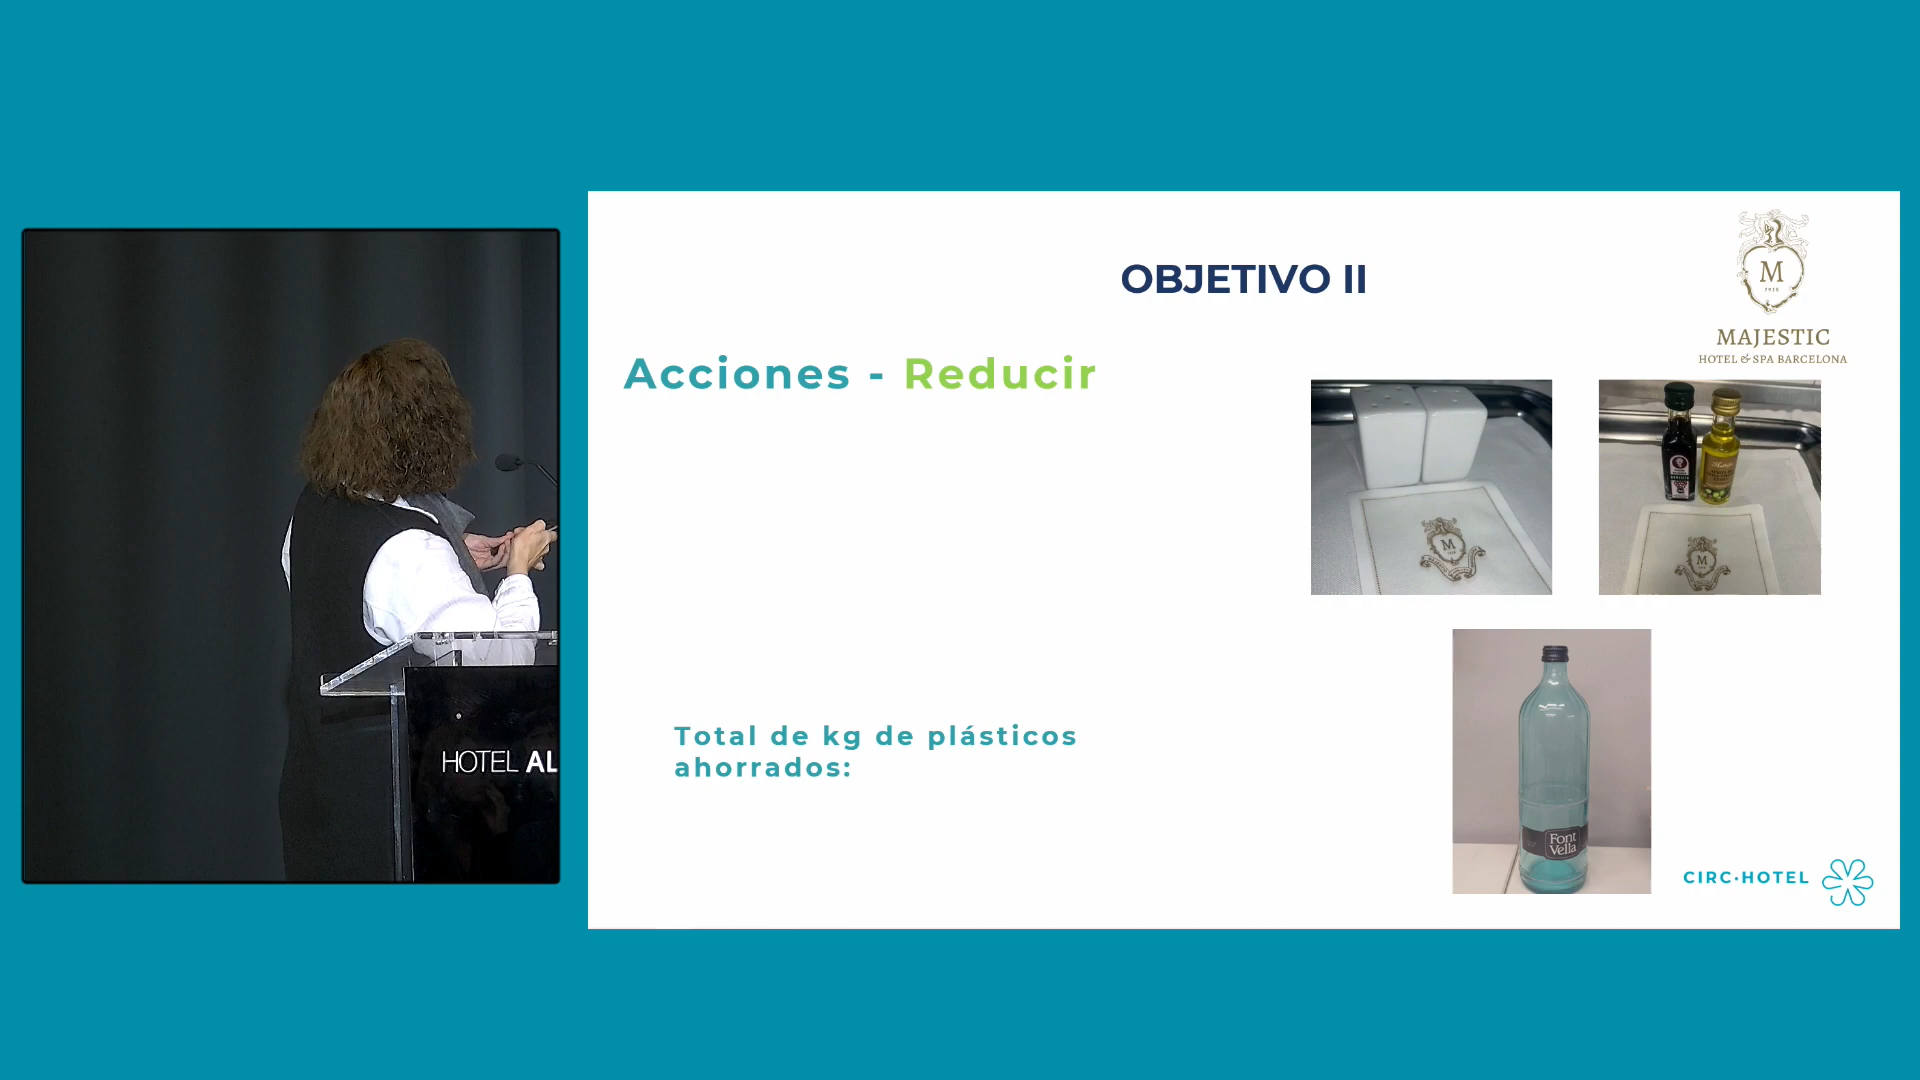 OBJETIVO II
M
1918
MAJESTIC
HOTEL & SPA BARCELONA
Acciones - Reducir
M
M
Total de kg de plásticos
ahorrados:
Font
Vella
HOTEL AL
CIRC·HOTEL